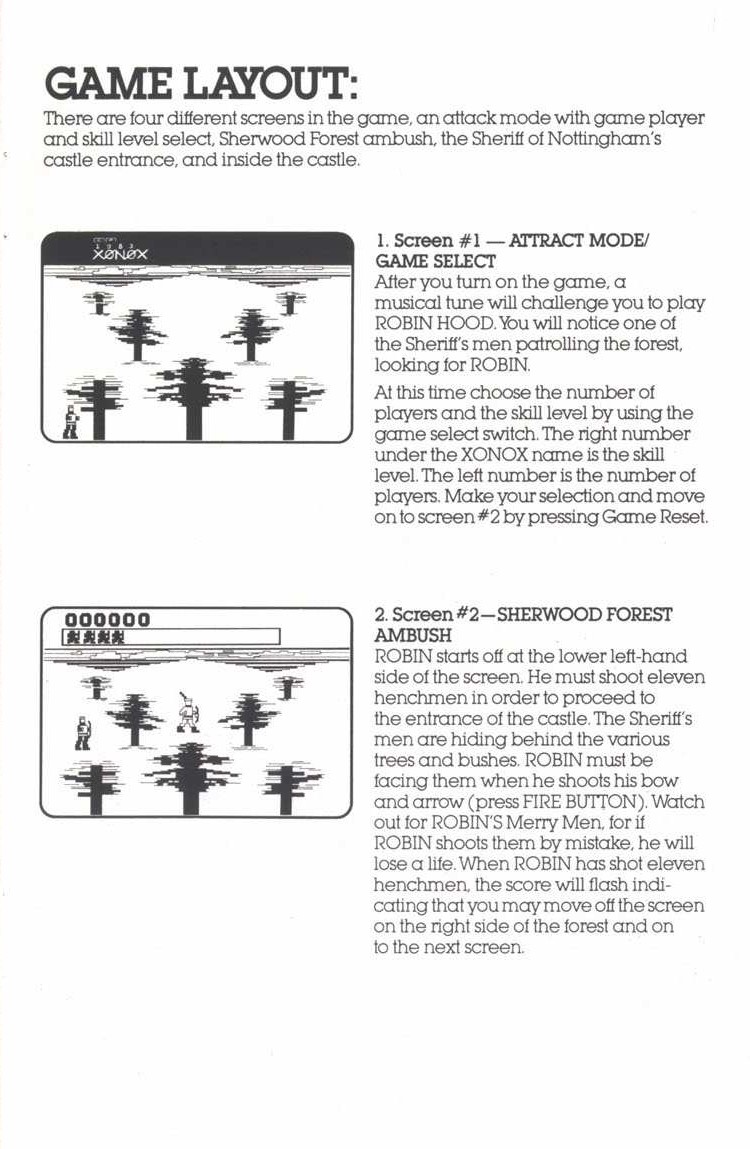 GAME LAYOUT:
There are four different screens in the game, an attack mode with game player
and skill level select, Sherwood Forest ambush, the Sheriff of Nottingham's
castle entrance, and inside the castle.
1983
XONOX
1. Screen #1 — ATTRACT MODE/
GAME SELECT
After you turn on the game, a
musical tune will challenge you to play
ROBIN HOOD. You will notice one of
the Sheriff's men patrolling the forest,
looking for ROBIN.
At this time choose the number of
players and the skill level by using the
game select switch. The right number
under the XONOX name is the skill
level. The left number is the number of
players. Make your selection and move
on to screen #2 by pressing Game Reset.
000000
2. Screen #2—SHERWOOD FOREST
AMBUSH
ROBIN starts off at the lower left-hand
side of the screen. He must shoot eleven
henchmen in order to proceed to
the entrance of the castle. The Sheriff's
men are hiding behind the various
trees and bushes. ROBIN must be
facing them when he shoots his bow
and arrow (press FIRE BUTTON). Watch
out for ROBIN'S Merry Men, for if
ROBIN shoots them by mistake, he will
lose a life. When ROBIN has shot eleven
henchmen, the score will flash indi-
cating that you may move off the screen
on the right side of the forest and on
to the next screen.